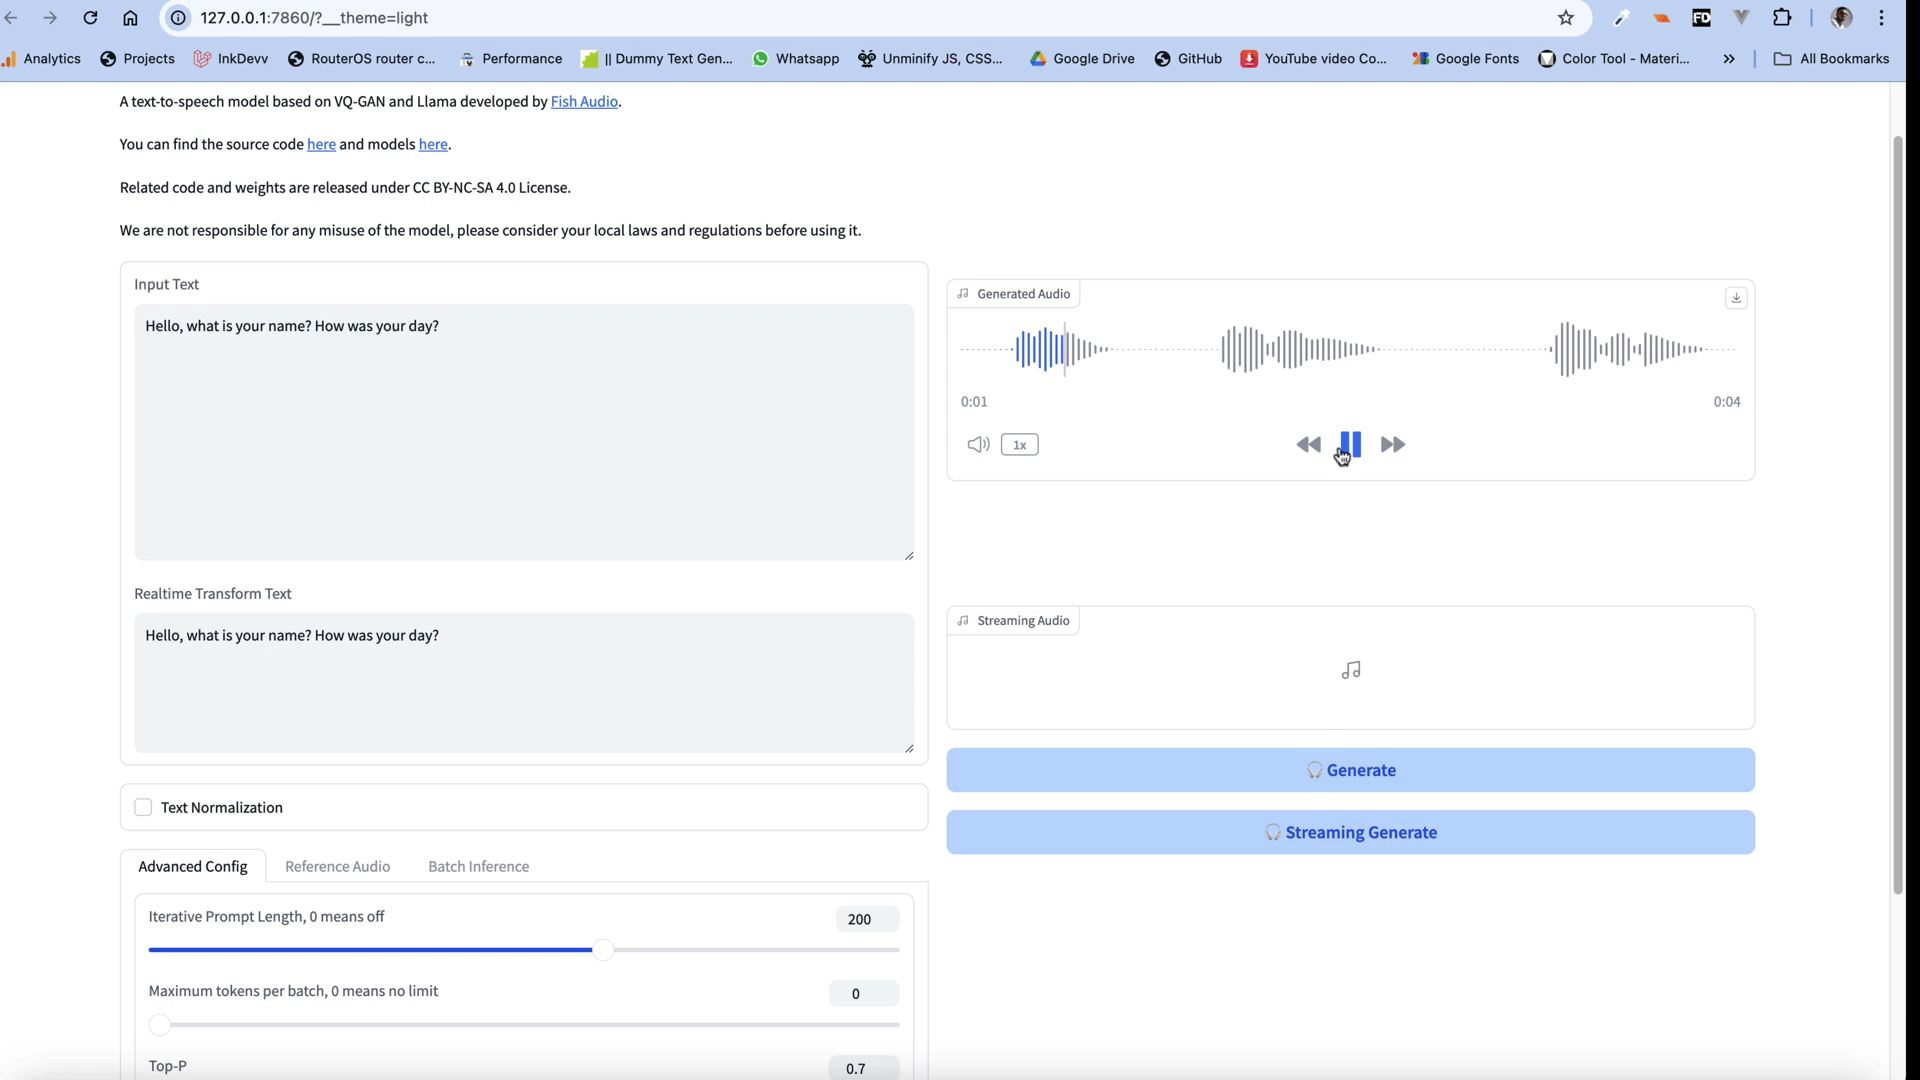 127.0.0.1:7860/?__theme=light
FD
Analytics
Projects
InkDevv
RouterOS router c...
Performance
|| Dummy Text Gen...
Whatsapp
Unminify JS, CSS...
Google Drive
GitHub
YouTube video Co...
Google Fonts
Color Tool - Materi...
»
All Bookmarks
A text-to-speech model based on VQ-GAN and Llama developed by Fish Audio.
You can find the source code here and models here.
Related code and weights are released under CC BY-NC-SA 4.0 License.
We are not responsible for any misuse of the model, please consider your local laws and regulations before using it.
Input Text
Hello, what is your name? How was your day?
Realtime Transform Text
Hello, what is your name? How was your day?
Text Normalization
Advanced Config
Reference Audio
Batch Inference
Iterative Prompt Length, 0 means off
200
Maximum tokens per batch, 0 means no limit
0
Top-P
0.7
Generated Audio
0:01
0:04
1x
Streaming Audio
Generate
Streaming Generate